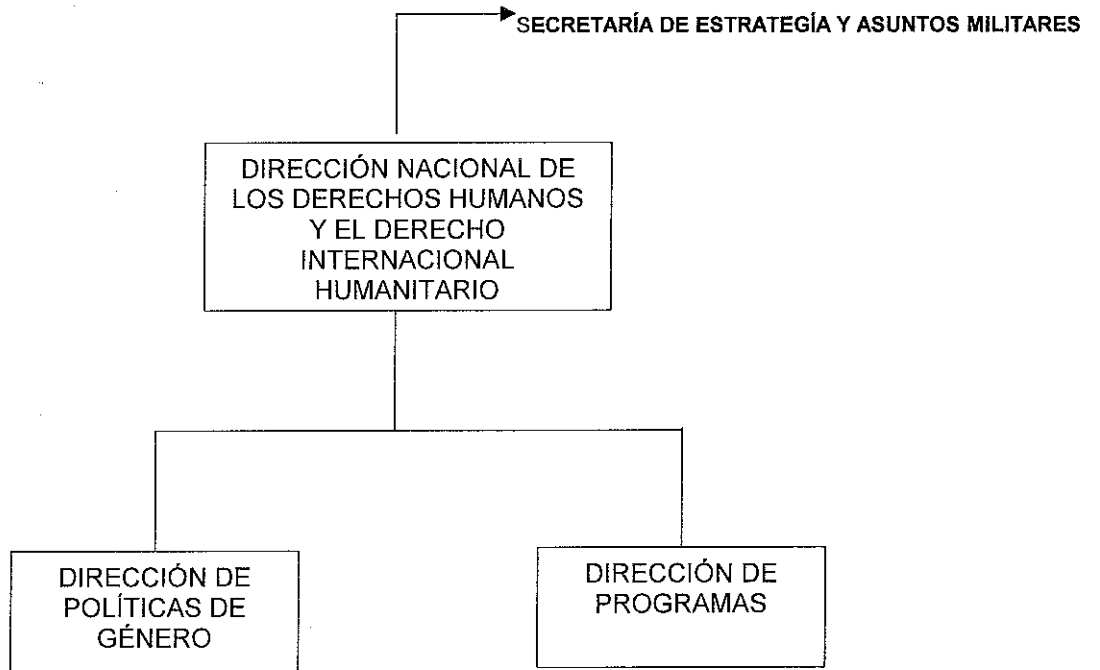 SECRETARÍA DE ESTRATEGÍA Y ASUNTOS MILITARES
DIRECCIÓN NACIONAL DE
LOS DERECHOS HUMANOS
Y EL DERECHO
INTERNACIONAL
HUMANITARIO
DIRECCIÓN DE
POLÍTICAS DE
GÉNERO
DIRECCIÓN DE
PROGRAMAS